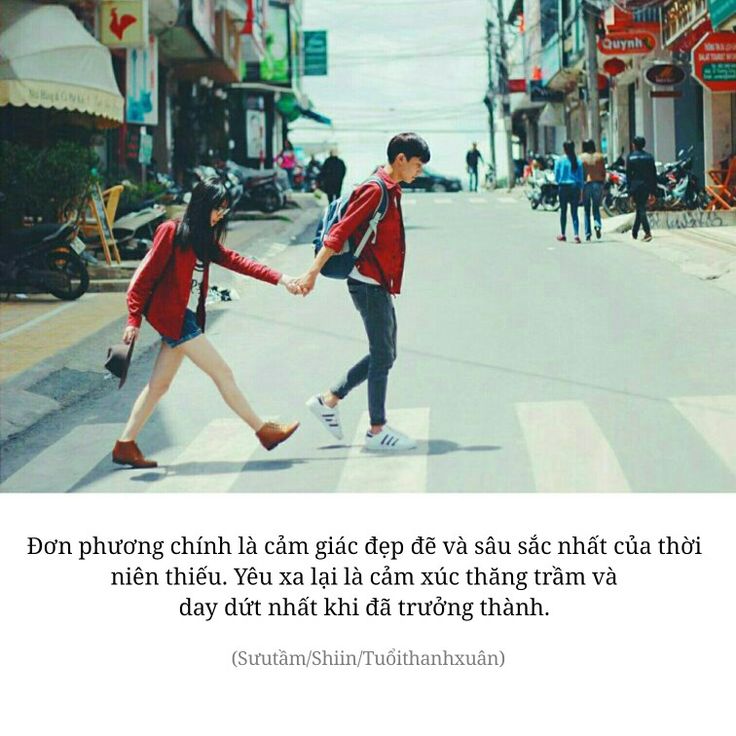 Quỳnh
Đơn phương chính là cảm giác đẹp đẽ và sâu sắc nhất của thời
niên thiếu. Yêu xa lại là cảm xúc thăng trầm và
day dứt nhất khi đã trưởng thành.
(Sưutầm/Shiin/Tuổithanhxuân)